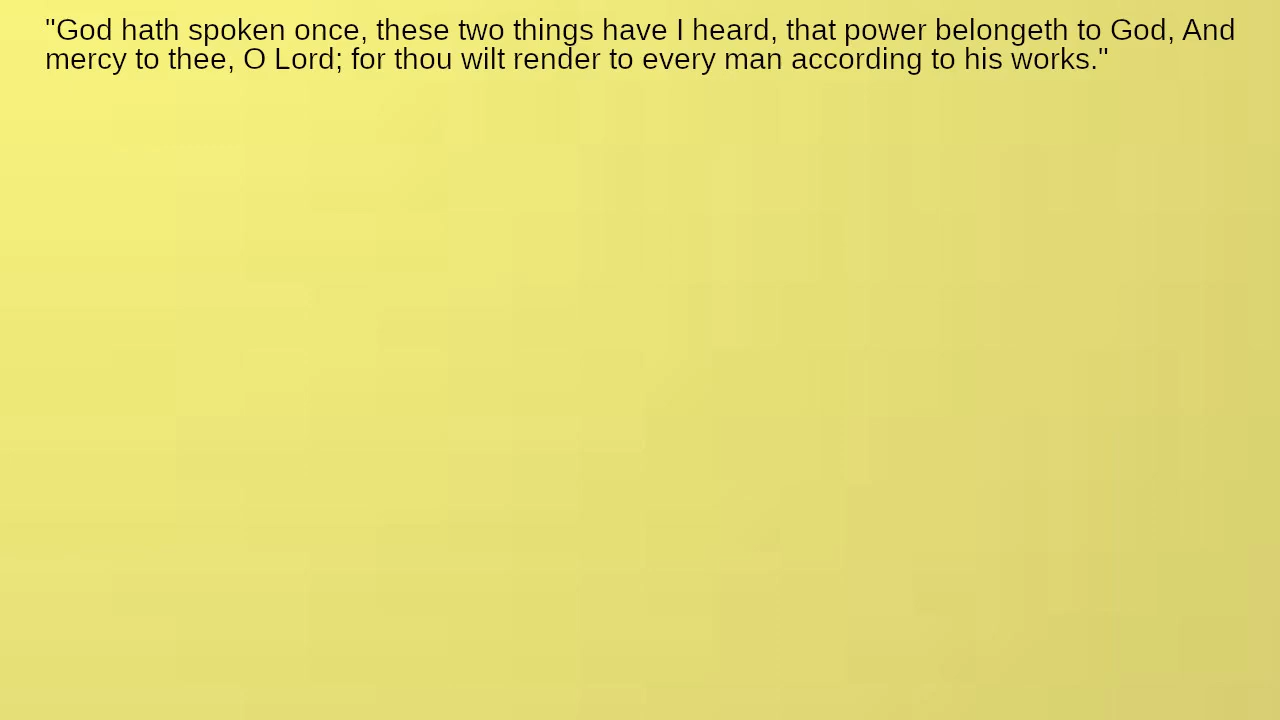 "God hath spoken once, these two things have I heard, that power belongeth to God, And
mercy to thee, O Lord; for thou wilt render to every man according to his works."